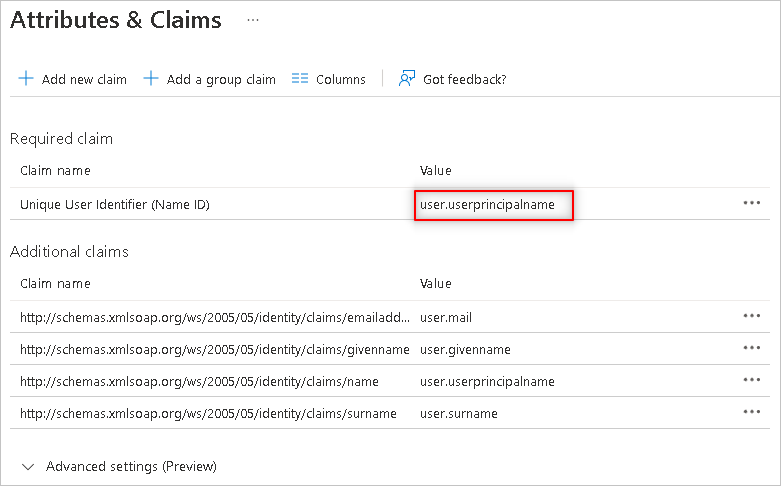 Attributes & Claims ...
Add new claim Add a group claim Columns Got feedback?
Required claim
Claim name Value
Unique User Identifier (Name ID) user.userprincipalname
Additional claims
Claim name Value
http://schemas.xmlsoap.org/ws/2005/05/identity/claims/emailadd... user.mail
http://schemas.xmlsoap.org/ws/2005/05/identity/claims/givenname user.givenname
http://schemas.xmlsoap.org/ws/2005/05/identity/claims/name user.userprincipalname
http://schemas.xmlsoap.org/ws/2005/05/identity/claims/surname user.surname
Advanced settings (Preview)